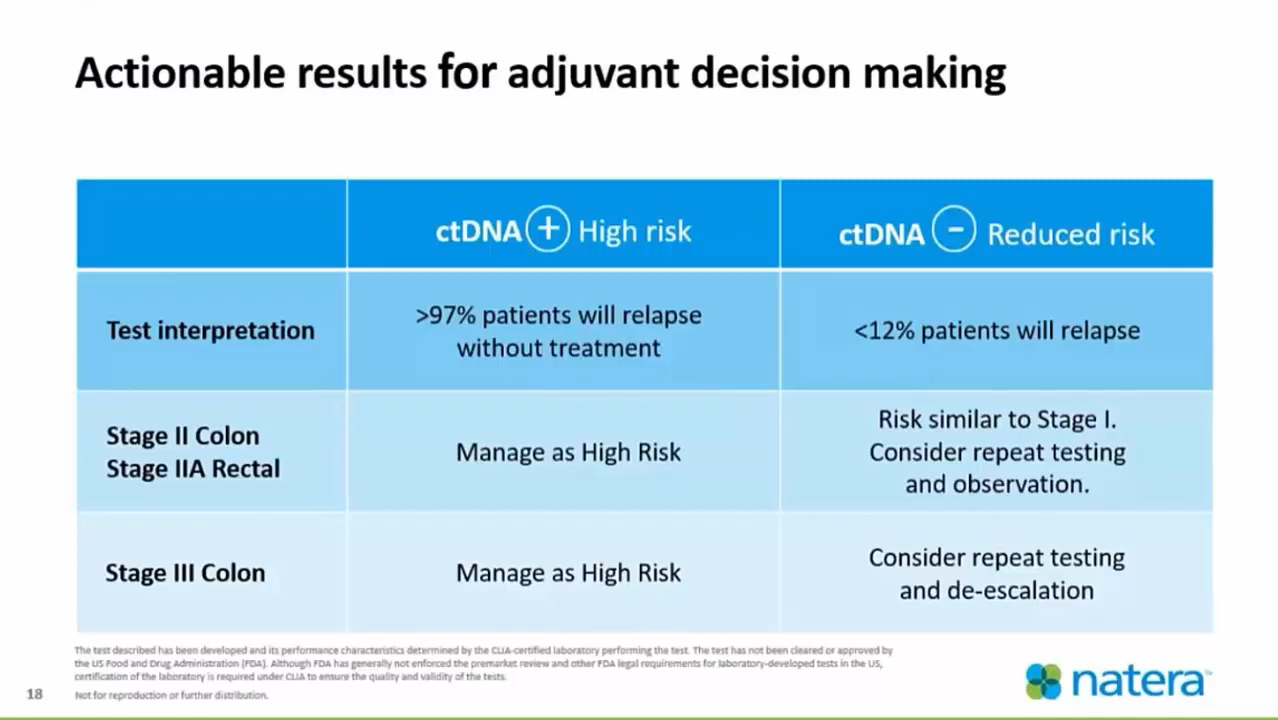 Actionable results for adjuvant decision making
ctDNA + High risk
ctDNA - Reduced risk
Test interpretation
>97% patients will relapse
without treatment
<12% patients will relapse
Stage II Colon
Stage IIA Rectal
Manage as High Risk
Risk similar to Stage I.
Consider repeat testing
and observation.
Stage III Colon
Manage as High Risk
Consider repeat testing
and de-escalation
The test described has been developed and its performance characteristics determined by the CLIA-certified laboratory performing the test. The test has not been cleared or approved by
the US Food and Drug Administration (FDA). Although FDA has generally not enforced the premarket review and other FDA legal requirements for laboratory-developed tests in the US,
certification of the laboratory is required under CLIA to ensure the quality and validity of the tests.
18
Not for reproduction or further distribution.
natera™